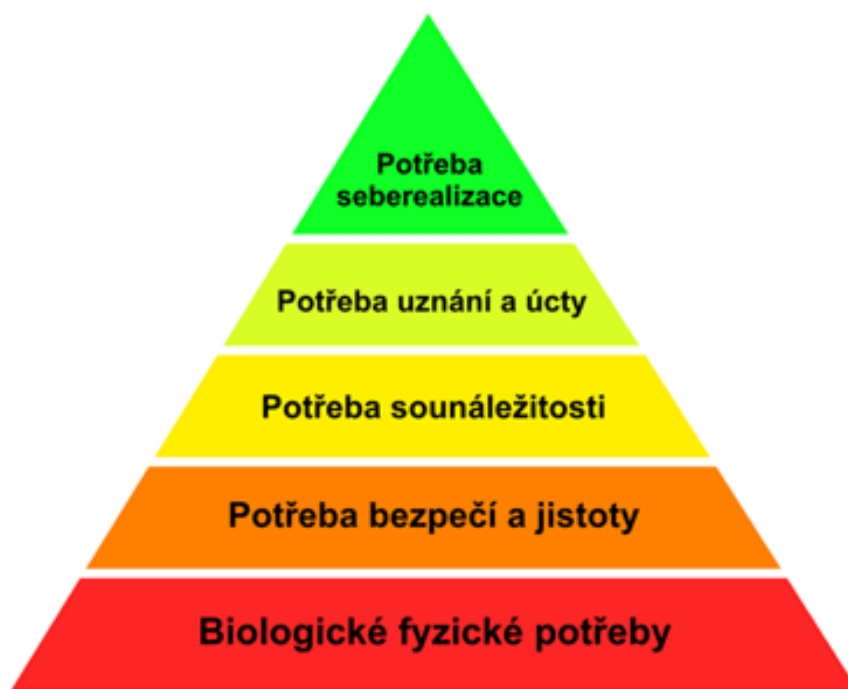 Potřeba
seberealizace
Potřeba uznání a úcty
Potřeba sounáležitosti
Potřeba bezpečí a jistoty
Biologické fyzické potřeby